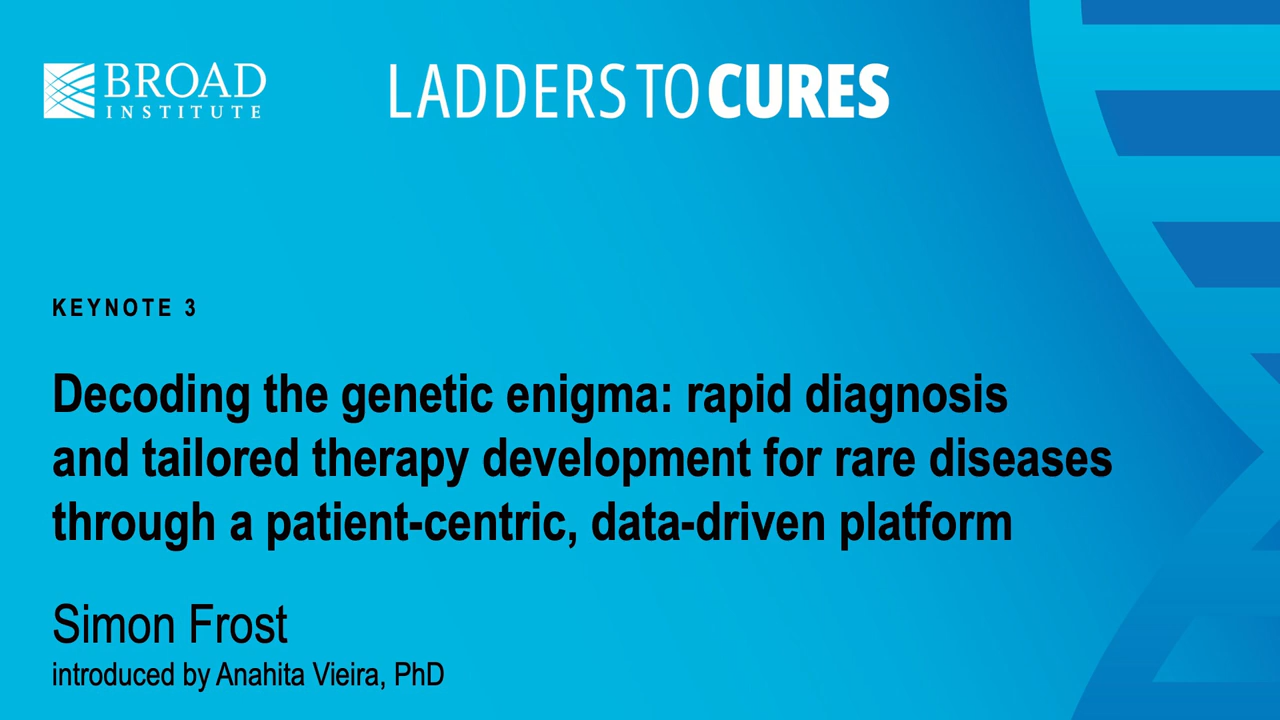 BROAD
INSTITUTE
LADDERS TO CURES
KEYNOTE 3
Decoding the genetic enigma: rapid diagnosis
and tailored therapy development for rare diseases
through a patient-centric, data-driven platform
Simon Frost
introduced by Anahita Vieira, PhD